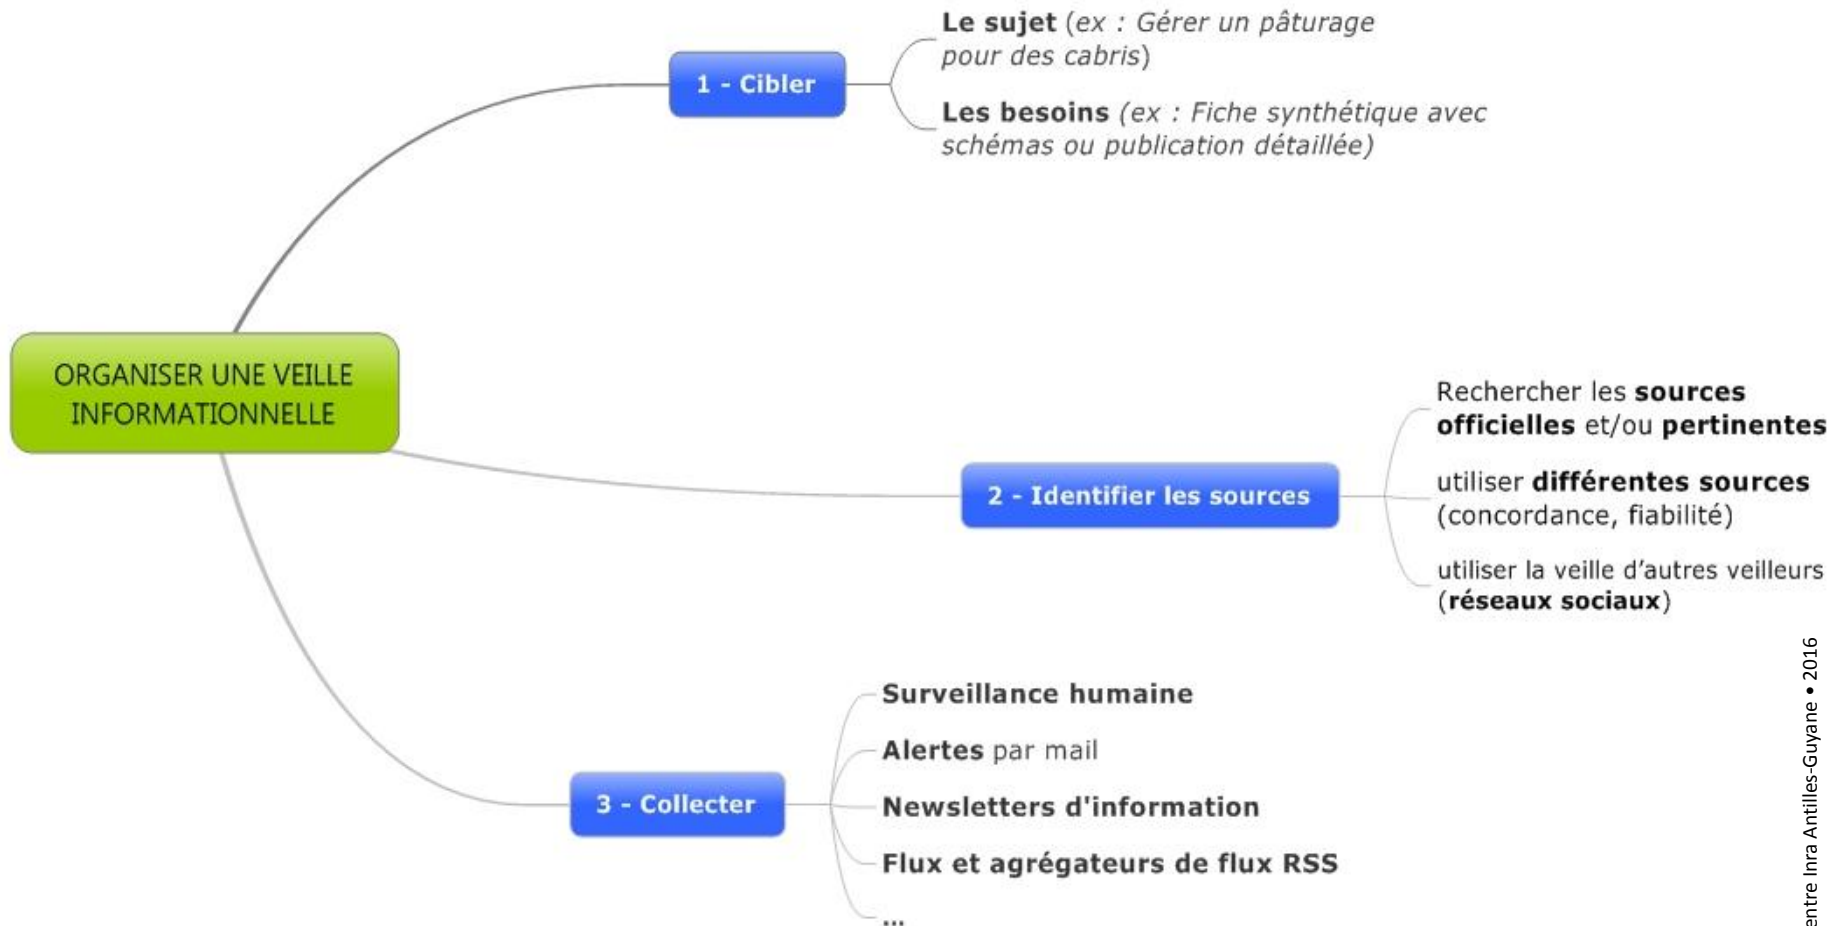 1 - Cibler
Le sujet (ex : Gérer un pâturage
pour des cabris)
Les besoins (ex : Fiche synthétique avec
schémas ou publication détaillée)
ORGANISER UNE VEILLE
INFORMATIONNELLE
2 - Identifier les sources
Rechercher les sources
officielles et/ou pertinentes
utiliser différentes sources
(concordance, fiabilité)
utiliser la veille d’autres veilleurs
(réseaux sociaux)
3 - Collecter
Surveillance humaine
Alertes par mail
Newsletters d'information
Flux et agrégateurs de flux RSS
...
entre Inra Antilles-Guyane • 2016